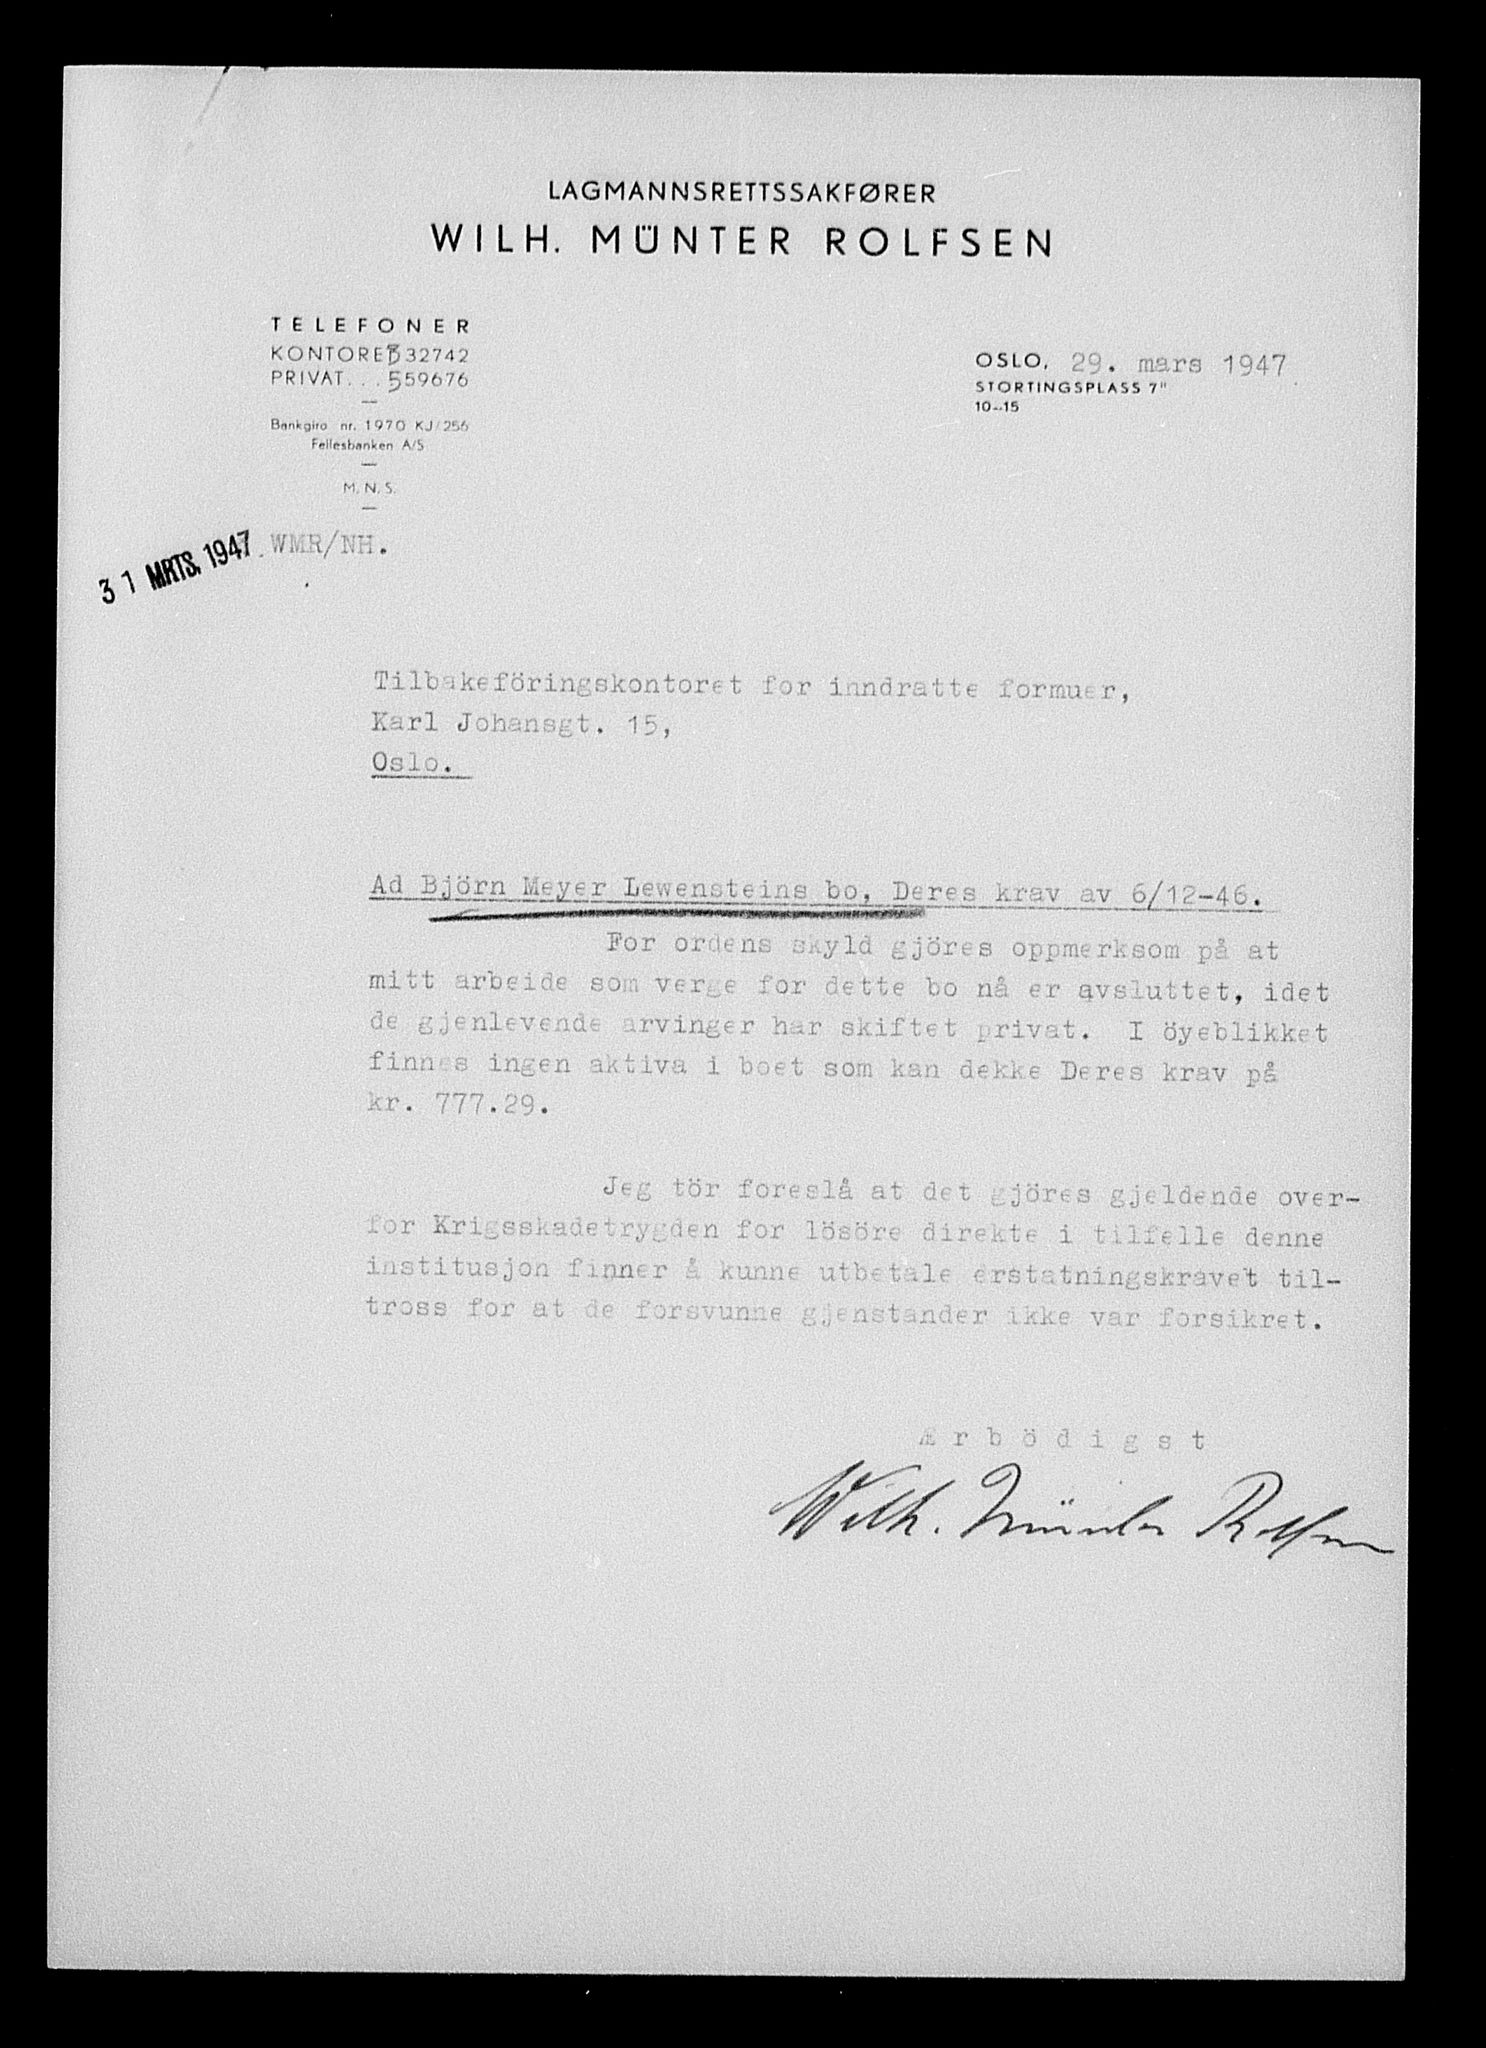 LAGMANNSRETTSSAKFØRER
WILH. MÜNTER ROLFSEN
TELEFONER
KONTORET 32742
PRIVAT. . . 559676
Bankgiro nr. 1970 KJ/256
Fellesbanken A/S
M. N. S.
OSLO, 29. mars 1947
STORTINGSPLASS 7"
10-15
31 MRTS. 1947
WMR/NH.
Tilbakeföringskontoret for inndratte formuer,
Karl Johansgt. 15,
Oslo.
Ad Björn Meyer Lewensteins bo, Deres krav av 6/12-46.
For ordens skyld gjöres oppmerksom på at
mitt arbeide som verge for dette bo nå er avsluttet, idet
de gjenlevende arvinger har skiftet privat. I öyeblikket
finnes ingen aktiva i boet som kan dekke Deres krav på
kr. 777.29.
Jeg tör foreslå at det gjöres gjeldende over-
for Krigsskadetrygden for lösöre direkte i tilfelle denne
institusjon finner å kunne utbetale erstatningskravet til-
tross for at de forsvunne gjenstander ikke var forsikret.
Ærbödigst
Wilh. Münter Rolfsen